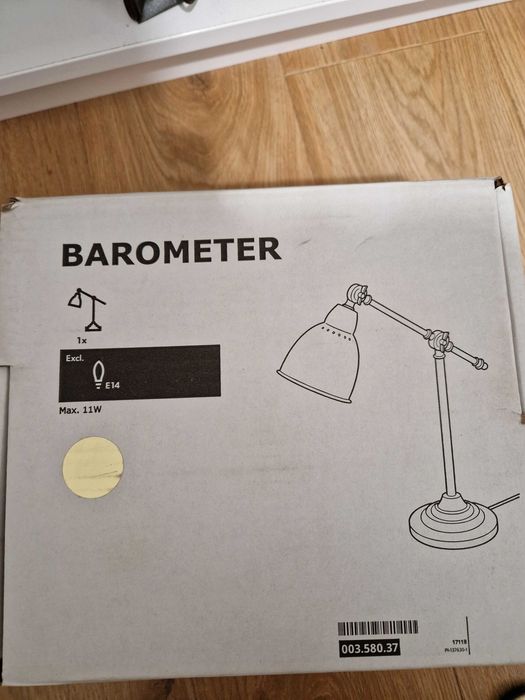 BAROMETER
1x
Excl.
E14
Max. 11W
003.580.37
17118